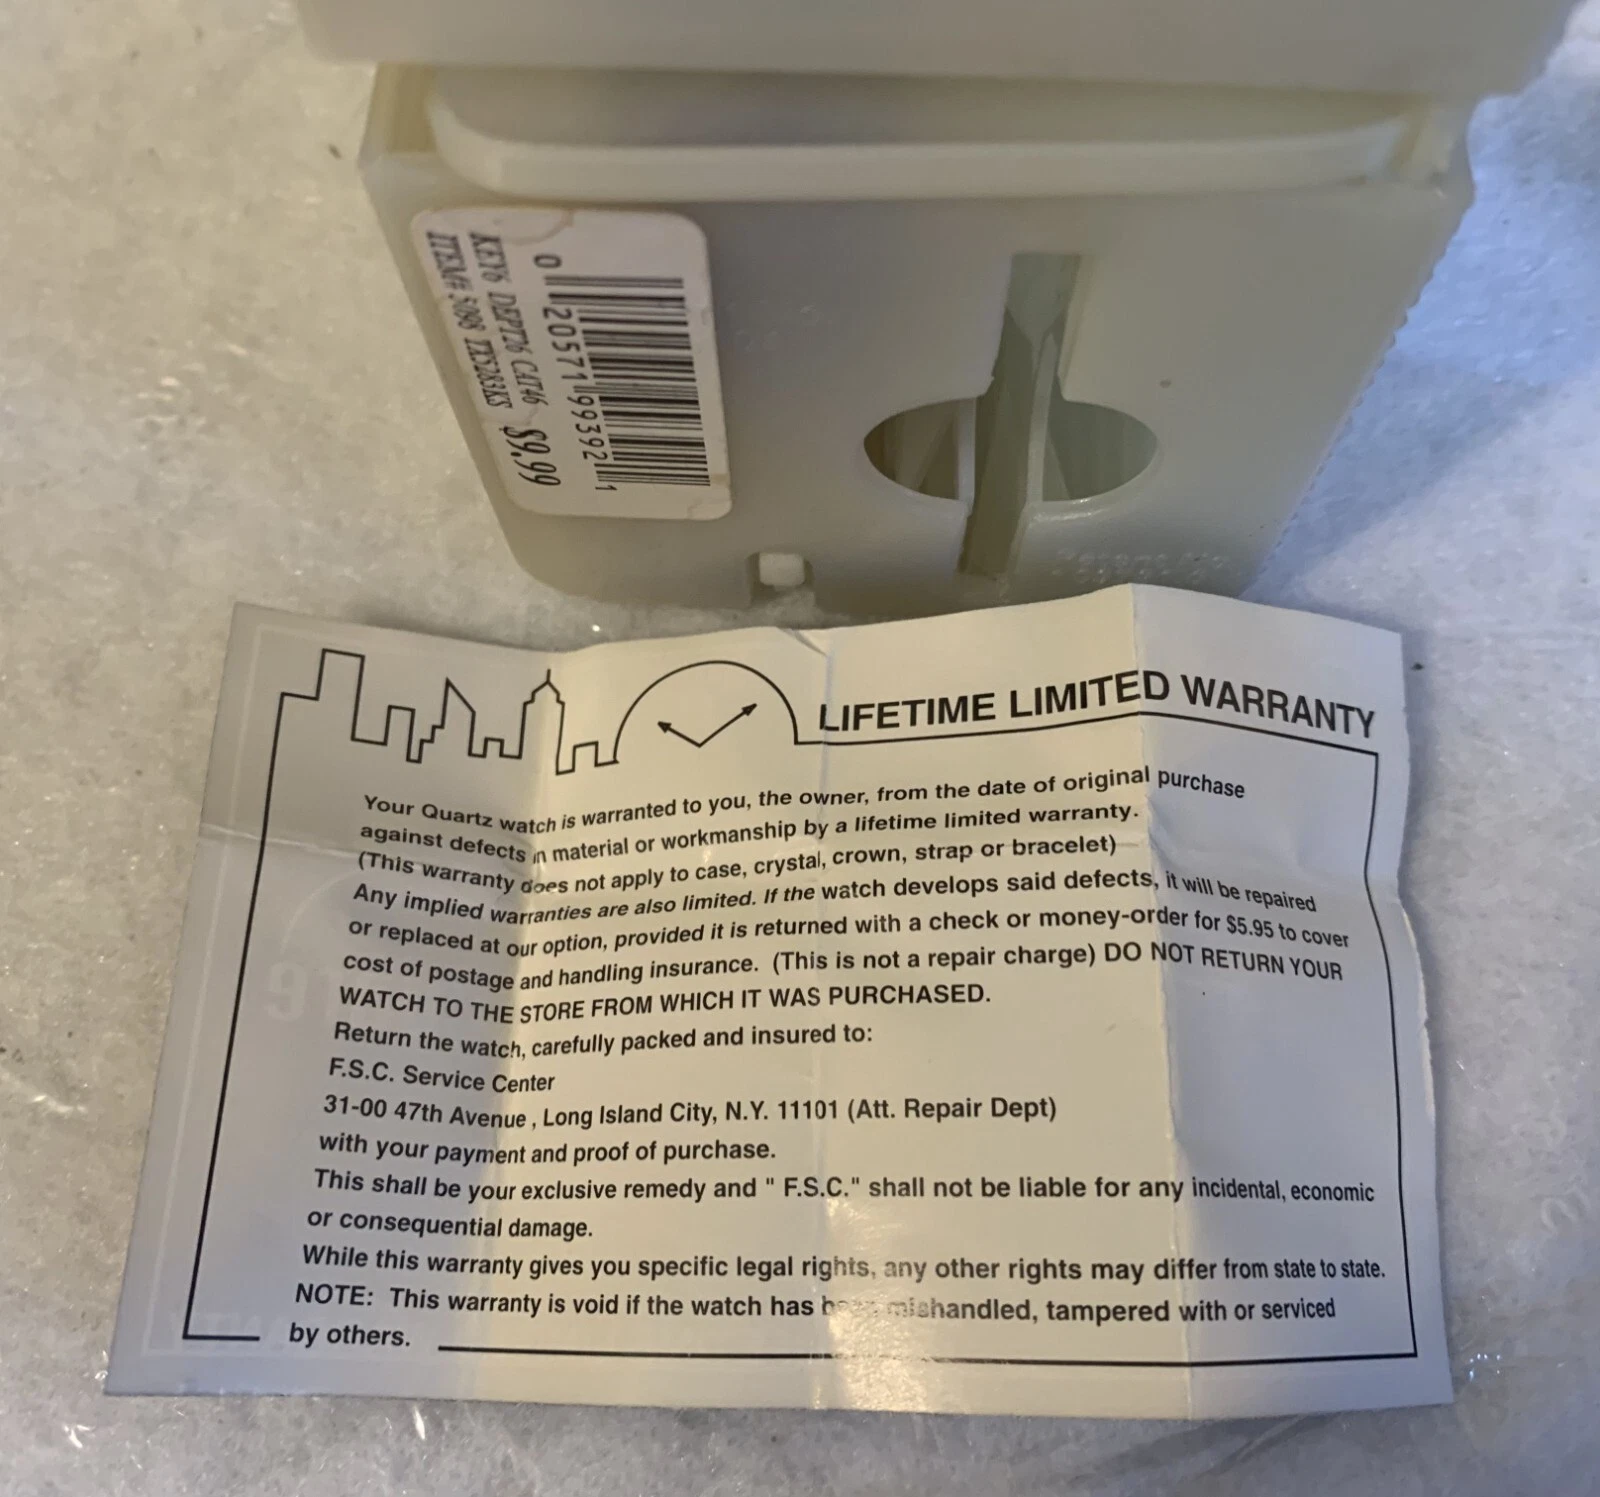 0 20571 99392 1
KEY6 DEPT26 CAT46 $9.99
ITEM# 5098 TX5283KS
LIFETIME LIMITED WARRANTY
Your Quartz watch is warranted to you, the owner, from the date of original purchase
against defects in material or workmanship by a lifetime limited warranty.
(This warranty does not apply to case, crystal, crown, strap or bracelet)
Any implied warranties are also limited. If the watch develops said defects, it will be repaired
or replaced at our option, provided it is returned with a check or money-order for $5.95 to cover
cost of postage and handling insurance. (This is not a repair charge) DO NOT RETURN YOUR
WATCH TO THE STORE FROM WHICH IT WAS PURCHASED.
Return the watch, carefully packed and insured to:
F.S.C. Service Center
31-00 47th Avenue, Long Island City, N.Y. 11101 (Att. Repair Dept)
with your payment and proof of purchase.
This shall be your exclusive remedy and " F.S.C." shall not be liable for any incidental, economic
or consequential damage.
While this warranty gives you specific legal rights, any other rights may differ from state to state.
NOTE: This warranty is void if the watch has been mishandled, tampered with or serviced
by others.